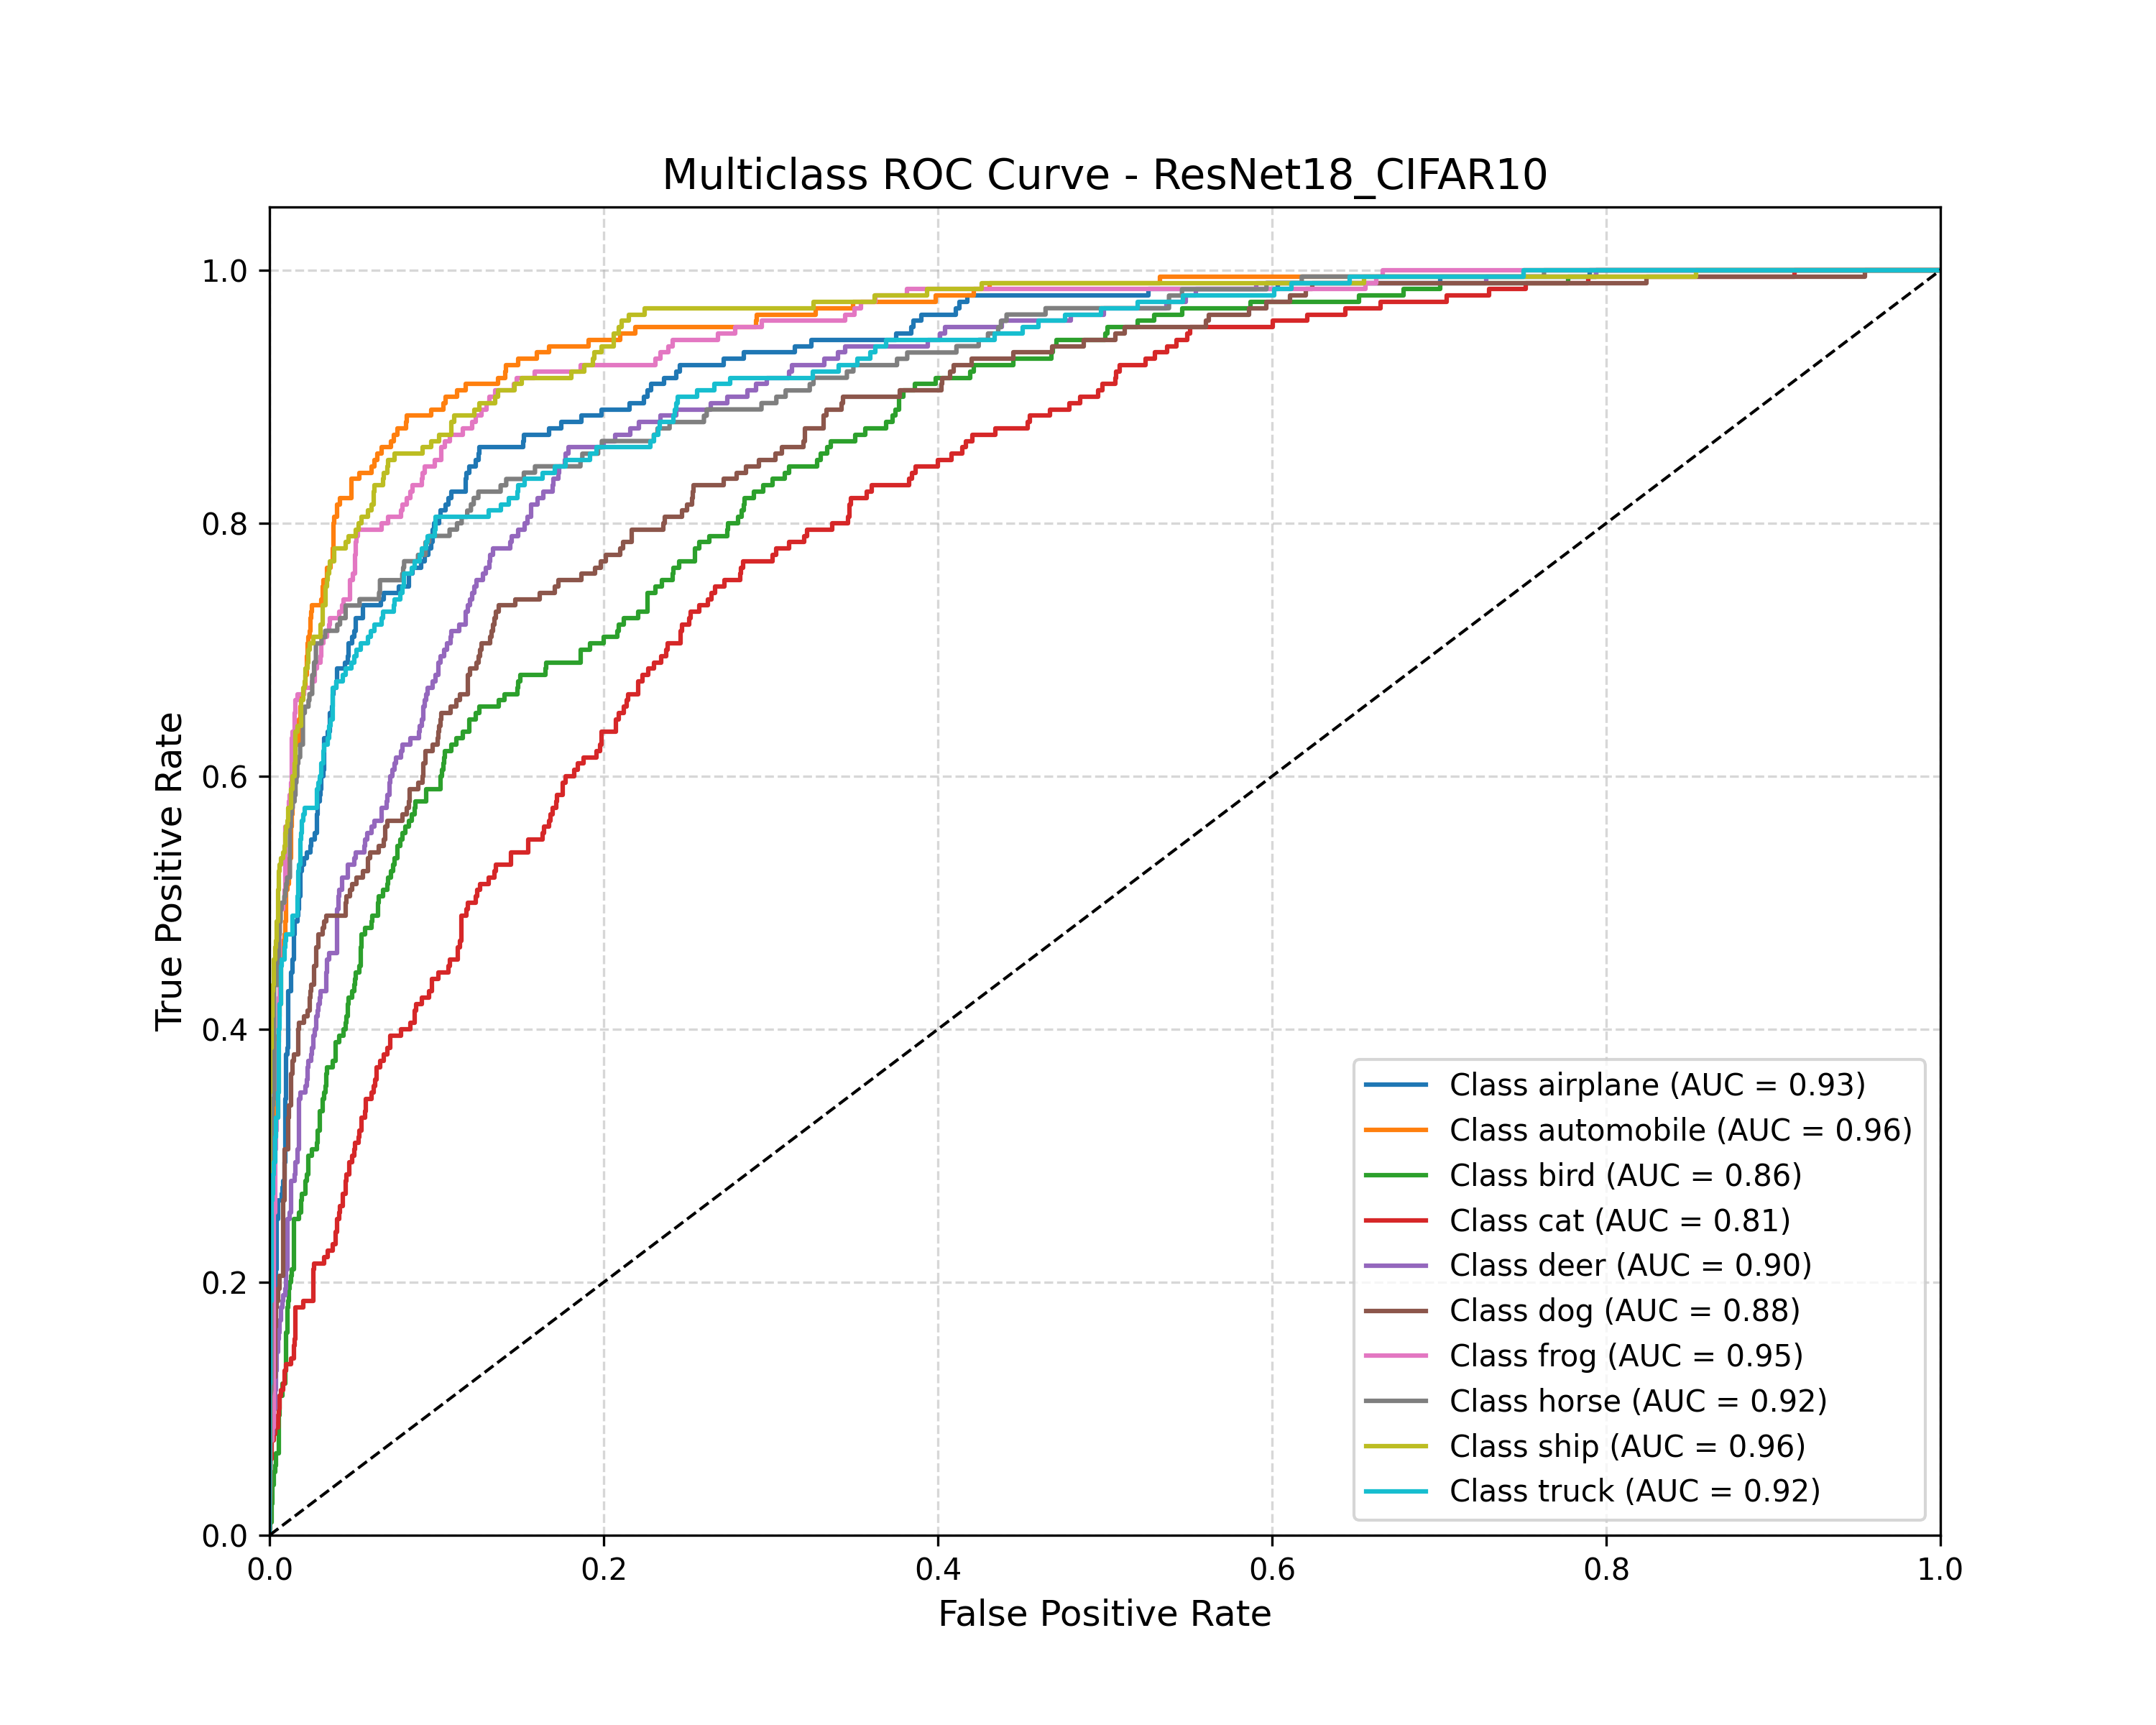 Multiclass ROC Curve - ResNet18_CIFAR10
1.0
0.8
0.6
0.4
0.2
0.0
True Positive Rate
0.0 0.2 0.4 0.6 0.8 1.0
False Positive Rate
Class airplane (AUC = 0.93)
Class automobile (AUC = 0.96)
Class bird (AUC = 0.86)
Class cat (AUC = 0.81)
Class deer (AUC = 0.90)
Class dog (AUC = 0.88)
Class frog (AUC = 0.95)
Class horse (AUC = 0.92)
Class ship (AUC = 0.96)
Class truck (AUC = 0.92)